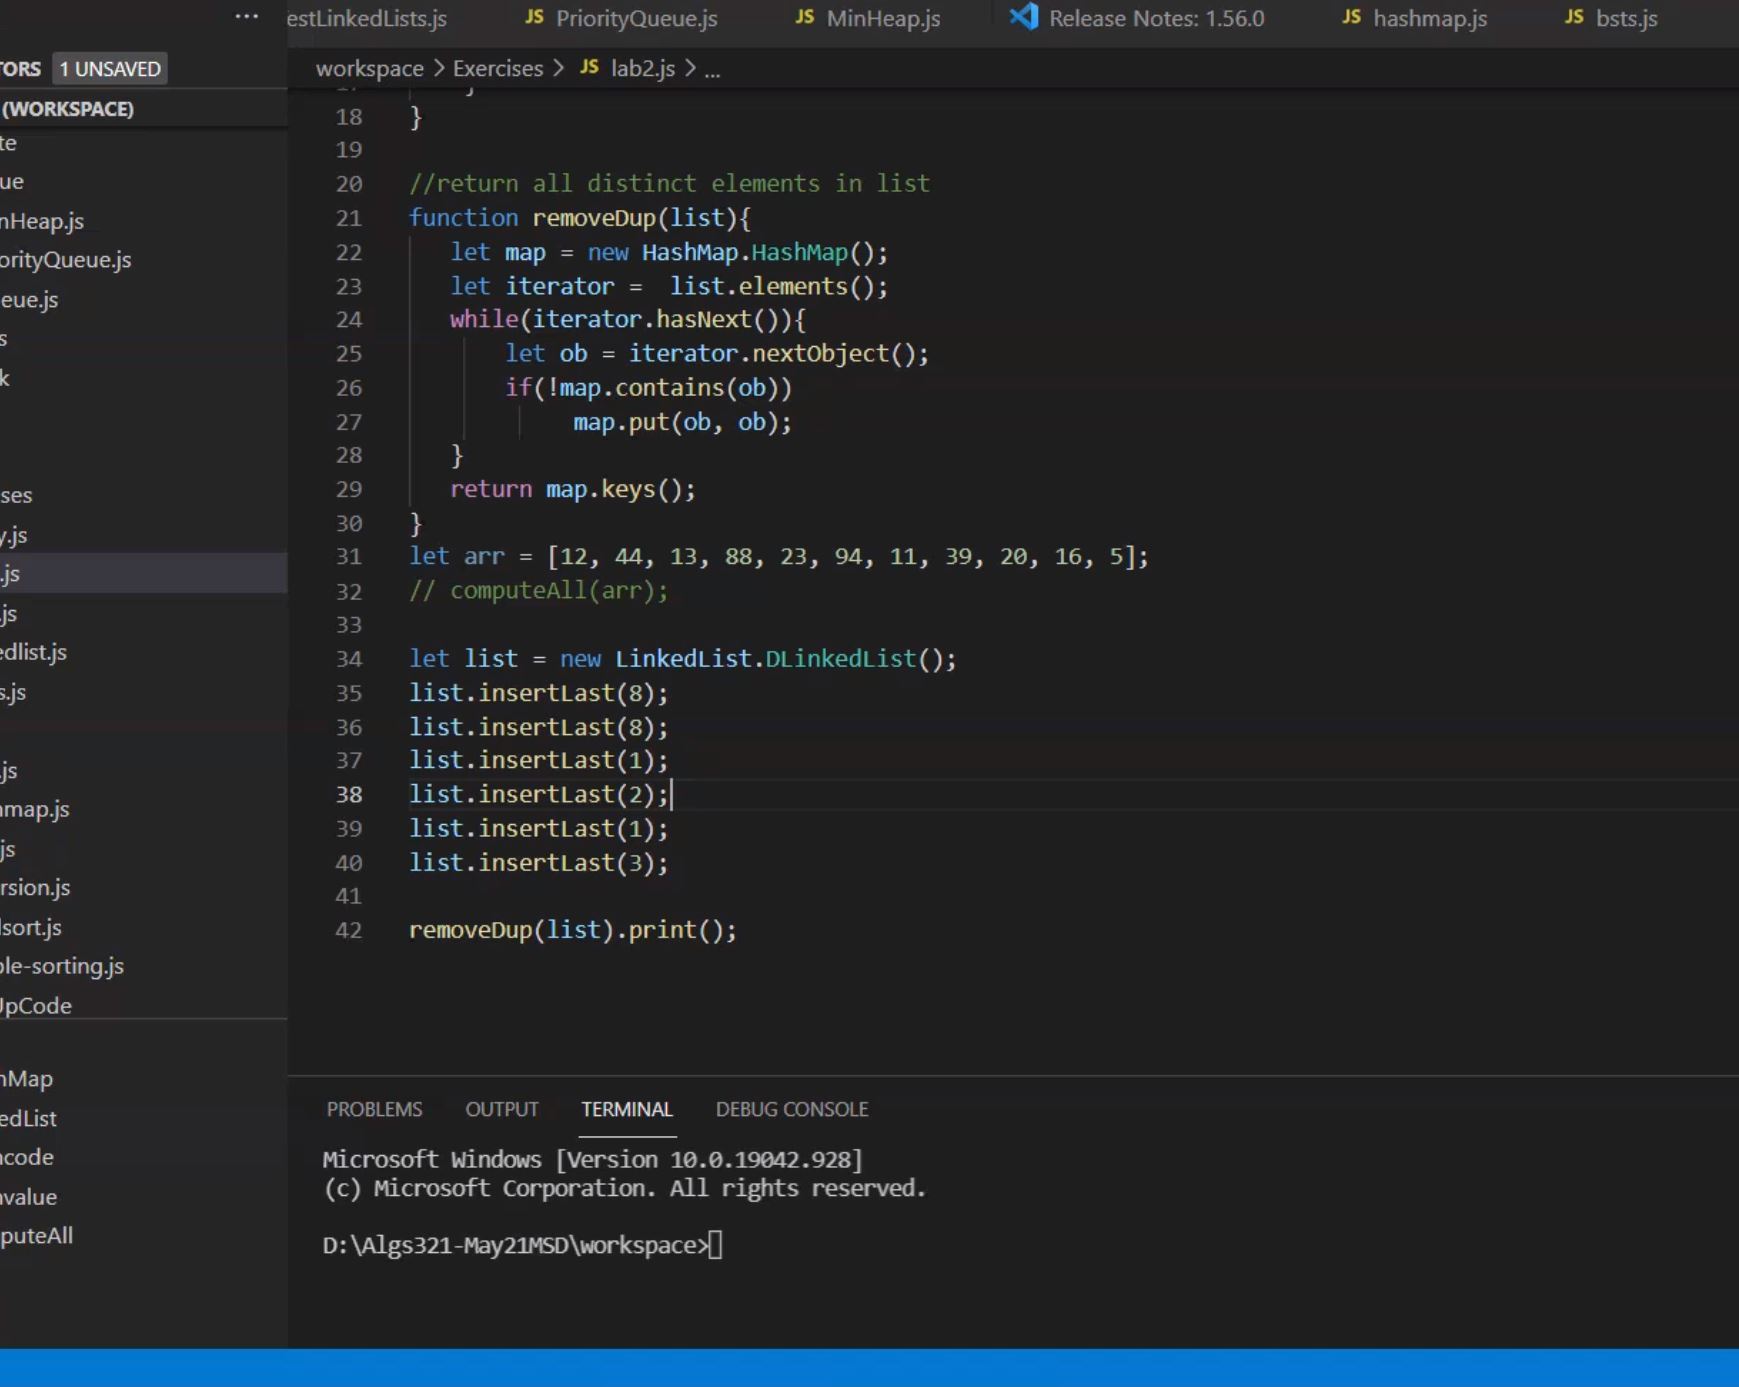 ...
estLinkedLists.js JS PriorityQueue.js JS MinHeap.js Release Notes: 1.56.0 JS hashmap.js JS bsts.js
TORS 1 UNSAVED
(WORKSPACE)
te
ue
nHeap.js
orityQueue.js
eue.js
s
k
ses
y.js
.js
.js
edlist.js
s.js
.js
hmap.js
js
rsion.js
lsort.js
ble-sorting.js
UpCode
hMap
edList
hcode
hvalue
puteAll
workspace > Exercises > JS lab2.js > ...
17 }
18 }
19
20 //return all distinct elements in list
21 function removeDup(list){
22 let map = new HashMap.HashMap();
23 let iterator =  list.elements();
24 while(iterator.hasNext()){
25 let ob = iterator.nextObject();
26 if(!map.contains(ob))
27 map.put(ob, ob);
28 }
29 return map.keys();
30 }
31 let arr = [12, 44, 13, 88, 23, 94, 11, 39, 20, 16, 5];
32 // computeAll(arr);
33
34 let list = new LinkedList.DLinkedList();
35 list.insertLast(8);
36 list.insertLast(8);
37 list.insertLast(1);
38 list.insertLast(2);
39 list.insertLast(1);
40 list.insertLast(3);
41
42 removeDup(list).print();
PROBLEMS OUTPUT TERMINAL DEBUG CONSOLE
Microsoft Windows [Version 10.0.19042.928]
(c) Microsoft Corporation. All rights reserved.
D:\Algs321-May21MSD\workspace>